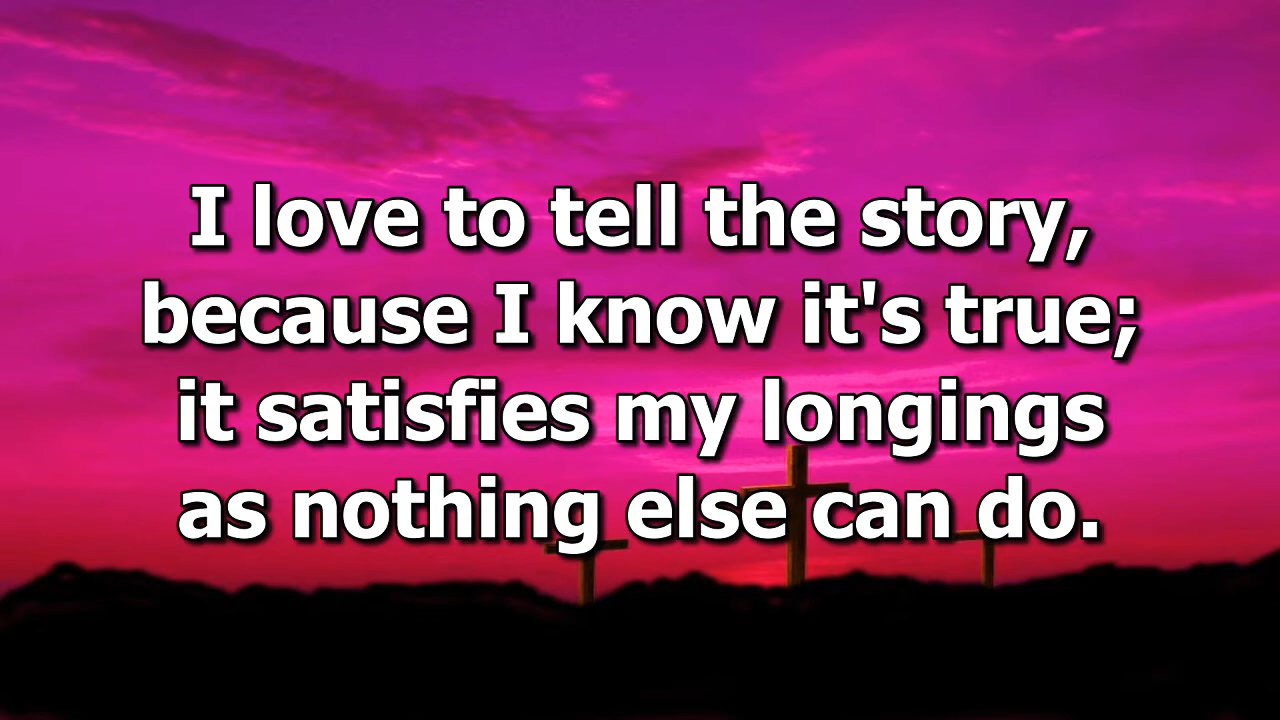 I love to tell the story,
because I know it's true;
it satisfies my longings
as nothing else can do.